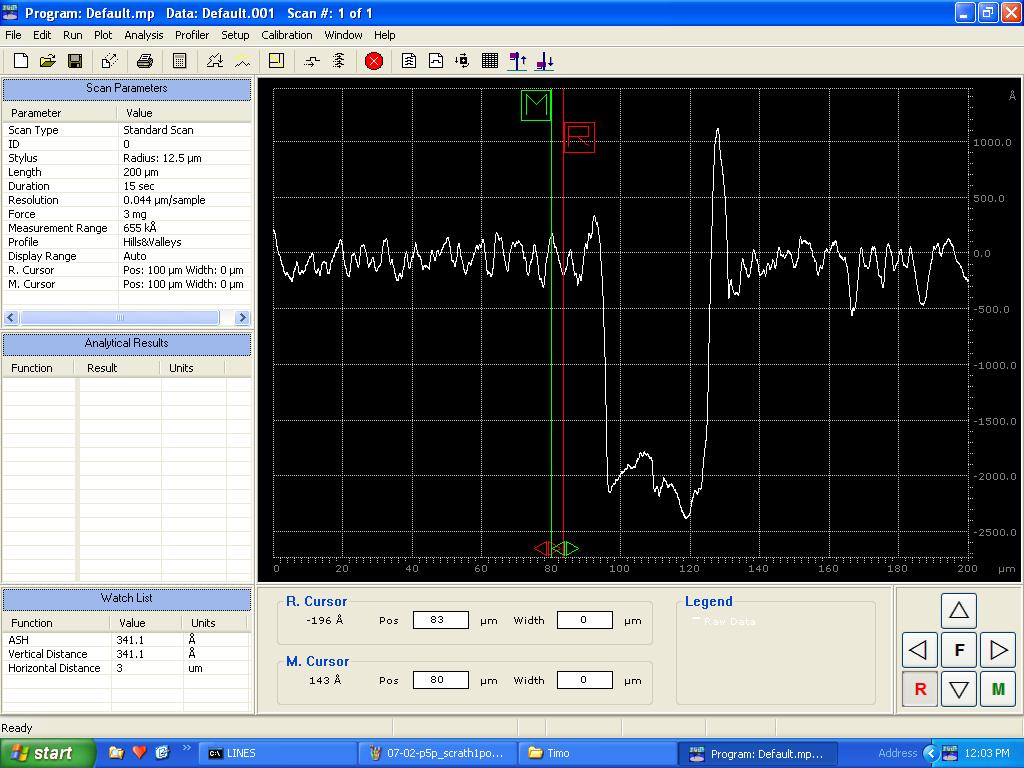 Program: Default.mp Data: Default.001 Scan #: 1 of 1
File Edit Run Plot Analysis Profiler Setup Calibration Window Help
Scan Parameters
Parameter Value
Scan Type Standard Scan
ID 0
Stylus Radius: 12.5 µm
Length 200 µm
Duration 15 sec
Resolution 0.044 µm/sample
Force 3 mg
Measurement Range 655 kÅ
Profile Hills&Valleys
Display Range Auto
R. Cursor Pos: 100 µm Width: 0 µm
M. Cursor Pos: 100 µm Width: 0 µm
Analytical Results
Function Result Units
Watch List
Function Value Units
ASH 341.1 Å
Vertical Distance 341.1 Å
Horizontal Distance 3 um
M
R
Å
1000.0
500.0
0.0
-500.0
-1000.0
-1500.0
-2000.0
-2500.0
0 20 40 60 80 100 120 140 160 180 200 µm
R. Cursor
-196 Å Pos 83 µm Width 0 µm
M. Cursor
143 Å Pos 80 µm Width 0 µm
Legend
Raw Data
F
R
M
Ready
start
LINES
07-02-p5p_scrath1po...
Timo
Program: Default.mp...
Address
12:03 PM